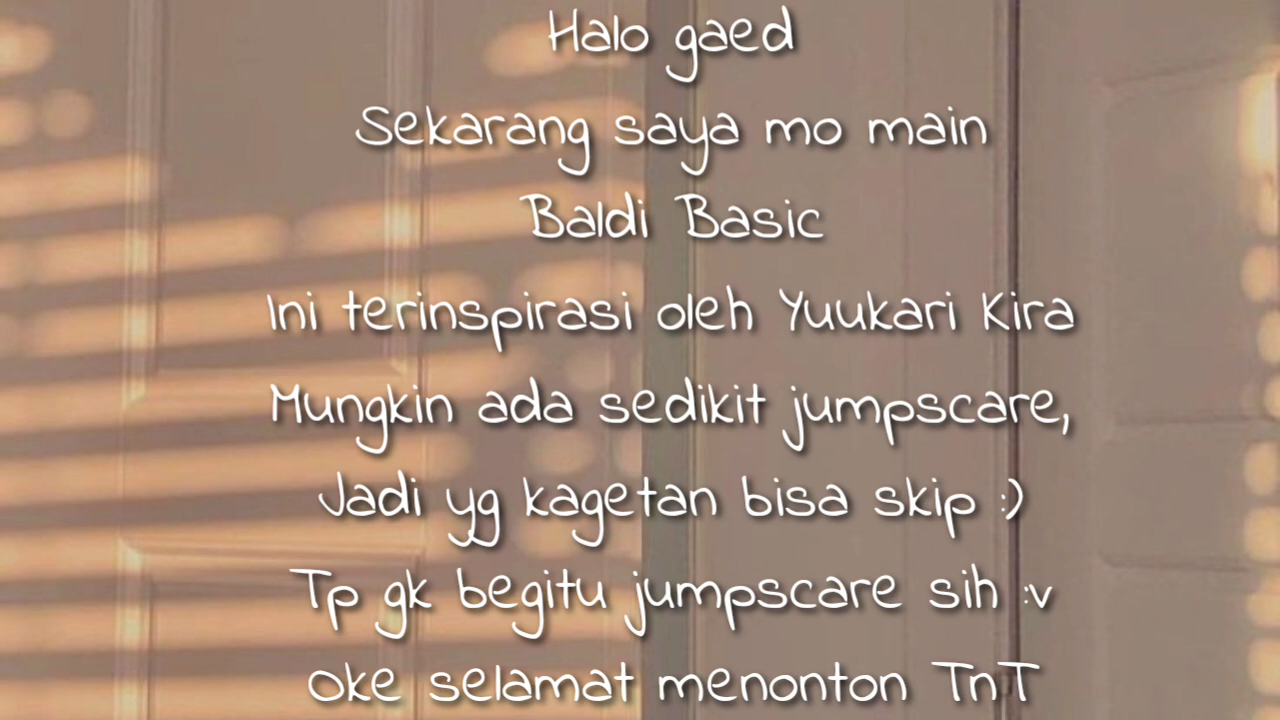 Halo gaed
Sekarang saya mo main
Baldi Basic
Ini terinspirasi oleh Yuukari Kira
Mungkin ada sedikit jumpscare,
Jadi yg kagetan bisa skip :)
Tp gk begitu jumpscare sih :v
Oke selamat menonton TnT